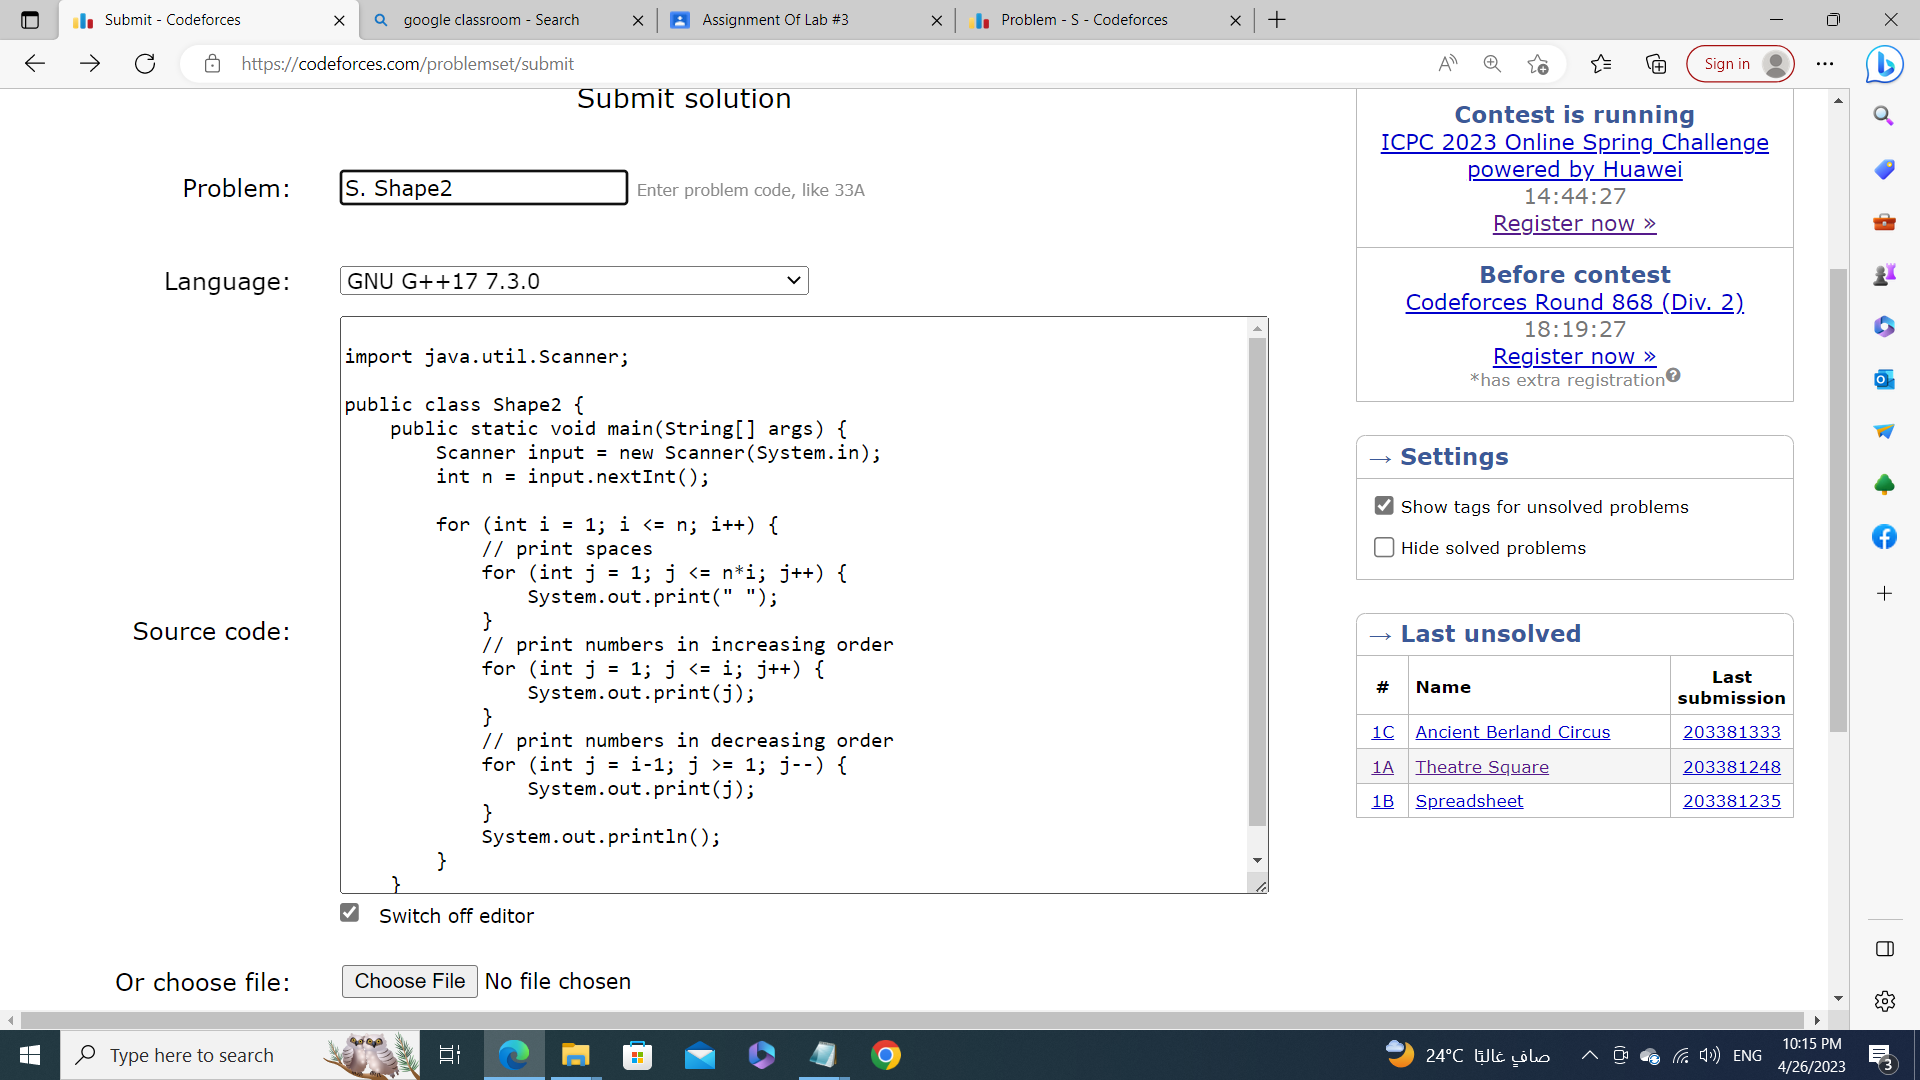 Submit - Codeforces
google classroom - Search
Assignment Of Lab #3
Problem - S - Codeforces
https://codeforces.com/problemset/submit
Sign in
Submit solution
Problem:
S. Shape2
Enter problem code, like 33A
Language:
GNU G++17 7.3.0
Source code:
import java.util.Scanner;
public class Shape2 {
public static void main(String[] args) {
Scanner input = new Scanner(System.in);
int n = input.nextInt();
for (int i = 1; i <= n; i++) {
// print spaces
for (int j = 1; j <= n*i; j++) {
System.out.print(" ");
}
// print numbers in increasing order
for (int j = 1; j <= i; j++) {
System.out.print(j);
}
// print numbers in decreasing order
for (int j = i-1; j >= 1; j--) {
System.out.print(j);
}
System.out.println();
}
}
Switch off editor
Or choose file:
Choose File No file chosen
Contest is running
ICPC 2023 Online Spring Challenge
powered by Huawei
14:44:27
Register now »
Before contest
Codeforces Round 868 (Div. 2)
18:19:27
Register now »
*has extra registration?
→ Settings
Show tags for unsolved problems
Hide solved problems
→ Last unsolved
# Name Last submission
1C Ancient Berland Circus 203381333
1A Theatre Square 203381248
1B Spreadsheet 203381235
Type here to search
24°C صافٍ غالبًا
ENG
10:15 PM
4/26/2023
3